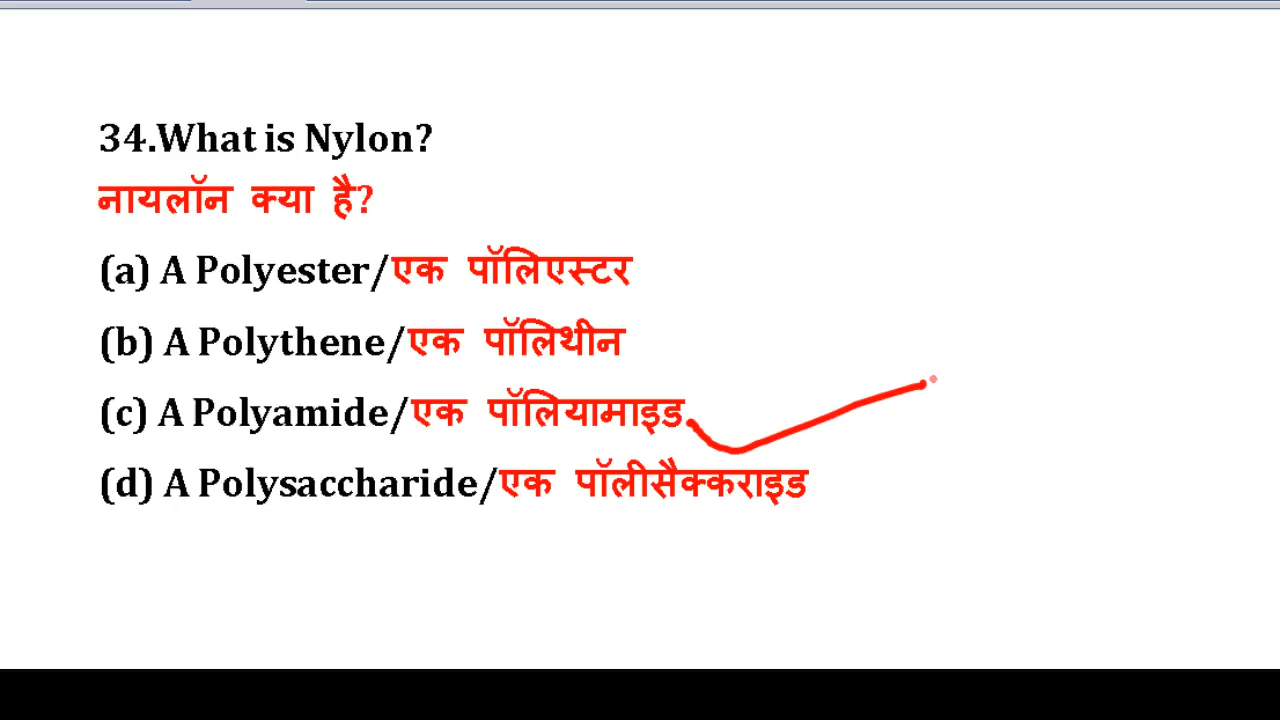 34.What is Nylon?
नायलॉन क्या है?
(a) A Polyester/एक पॉलिएस्टर
(b) A Polythene/एक पॉलिथीन
(c) A Polyamide/एक पॉलियामाइड
(d) A Polysaccharide/एक पॉलीसैक्कराइड